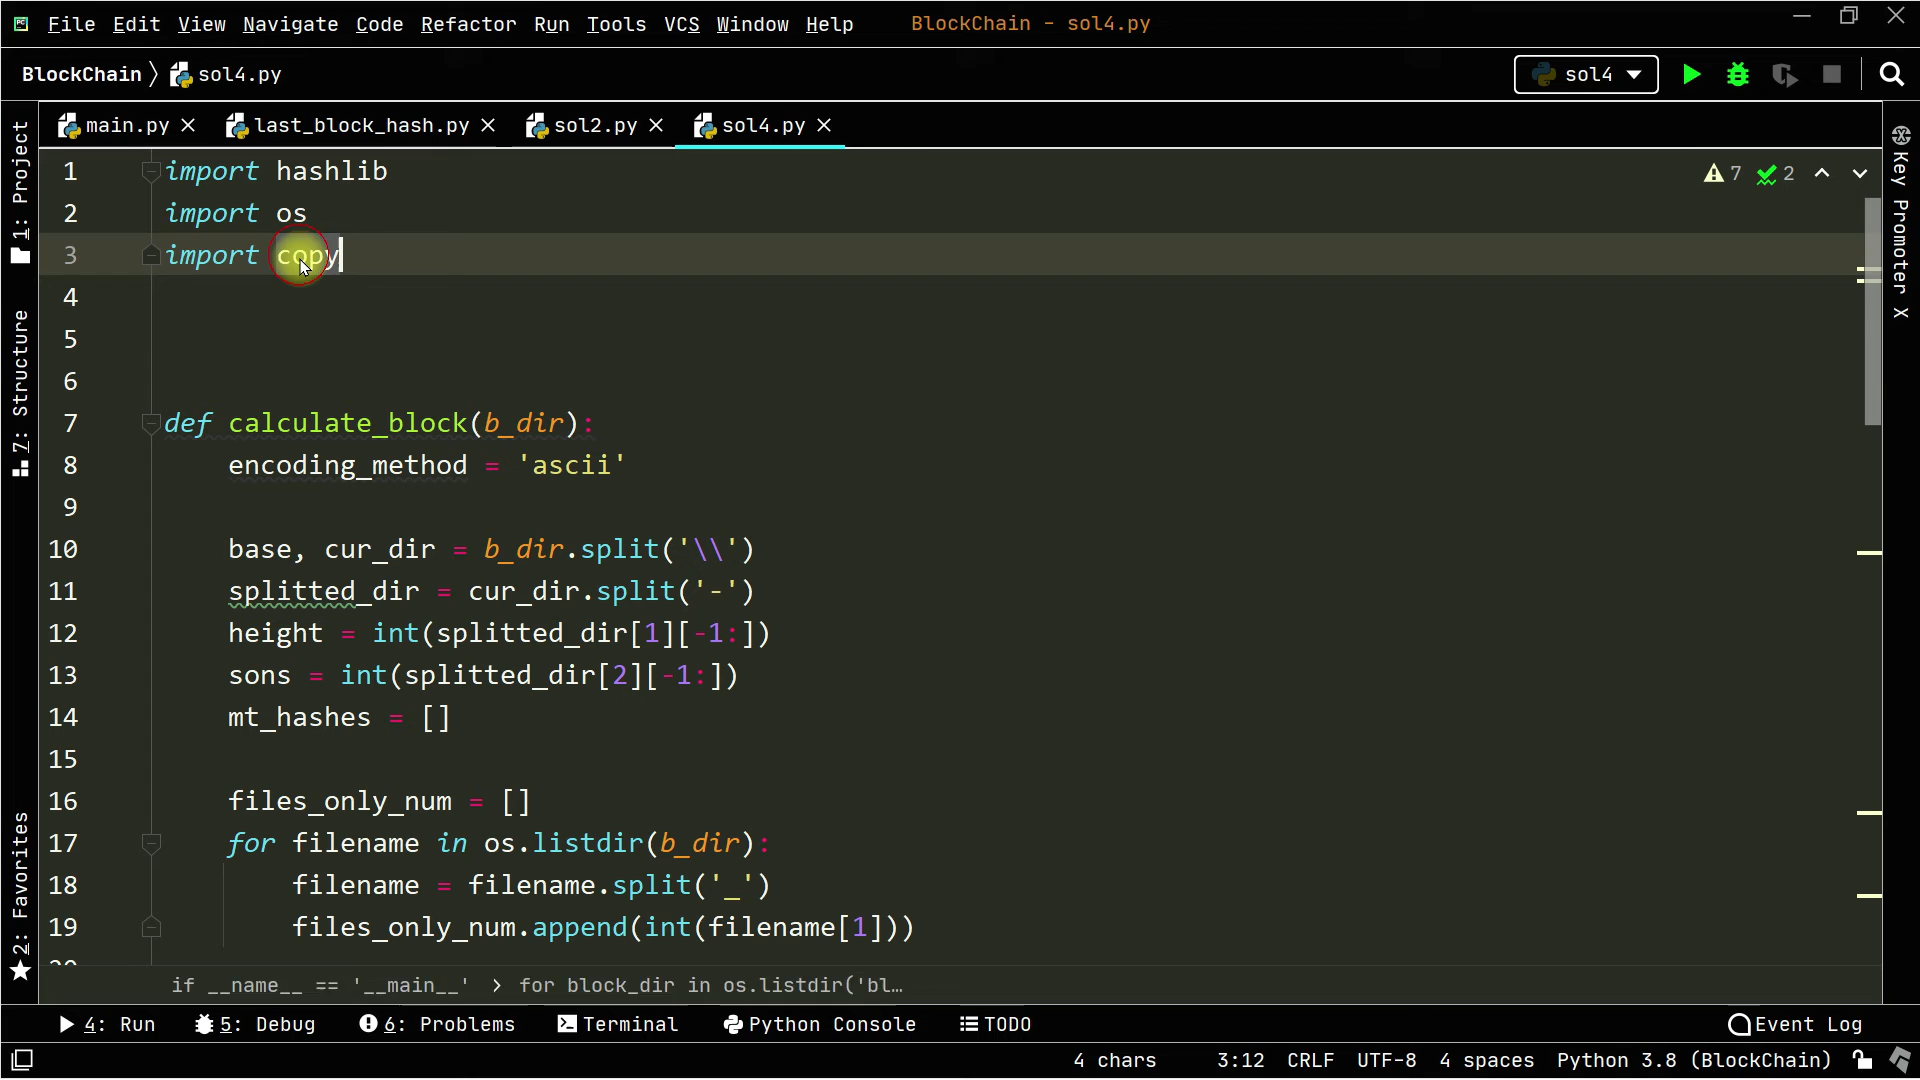 File Edit View Navigate Code Refactor Run Tools VCS Window Help BlockChain - sol4.py
BlockChain sol4.py sol4
main.py last_block_hash.py sol2.py sol4.py
1 import hashlib
7 2
2 import os
3 import copy
4
5
6
7 def calculate_block(b_dir):
8 encoding_method = 'ascii'
9
10 base, cur_dir = b_dir.split('\\')
11 splitted_dir = cur_dir.split('-')
12 height = int(splitted_dir[1][-1:])
13 sons = int(splitted_dir[2][-1:])
14 mt_hashes = []
15
16 files_only_num = []
17 for filename in os.listdir(b_dir):
18 filename = filename.split('_')
19 files_only_num.append(int(filename[1]))
1: Project
7: Structure
2: Favorites
Key Promoter X
if __name__ == '__main__' › for block_dir in os.listdir('bl…
4: Run 5: Debug 6: Problems Terminal Python Console TODO Event Log
4 chars 3:12 CRLF UTF-8 4 spaces Python 3.8 (BlockChain)